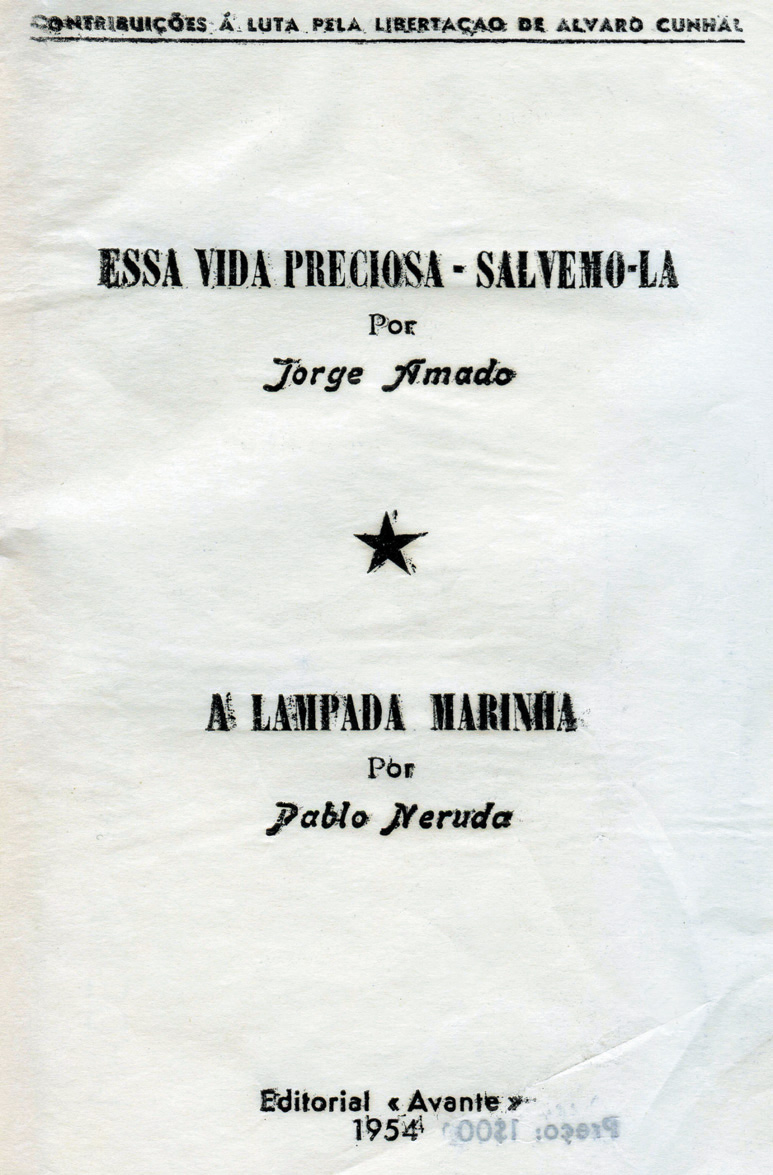 CONTRIBUIÇÕES Á LUTA PELA LIBERTAÇAO DE ALVARO CUNHAL
ESSA VIDA PRECIOSA - SALVEMO-LA
Por
Jorge Amado
A LAMPADA MARINHA
Por
Pablo Neruda
Editorial « Avante »
1954
Preço: 1$00